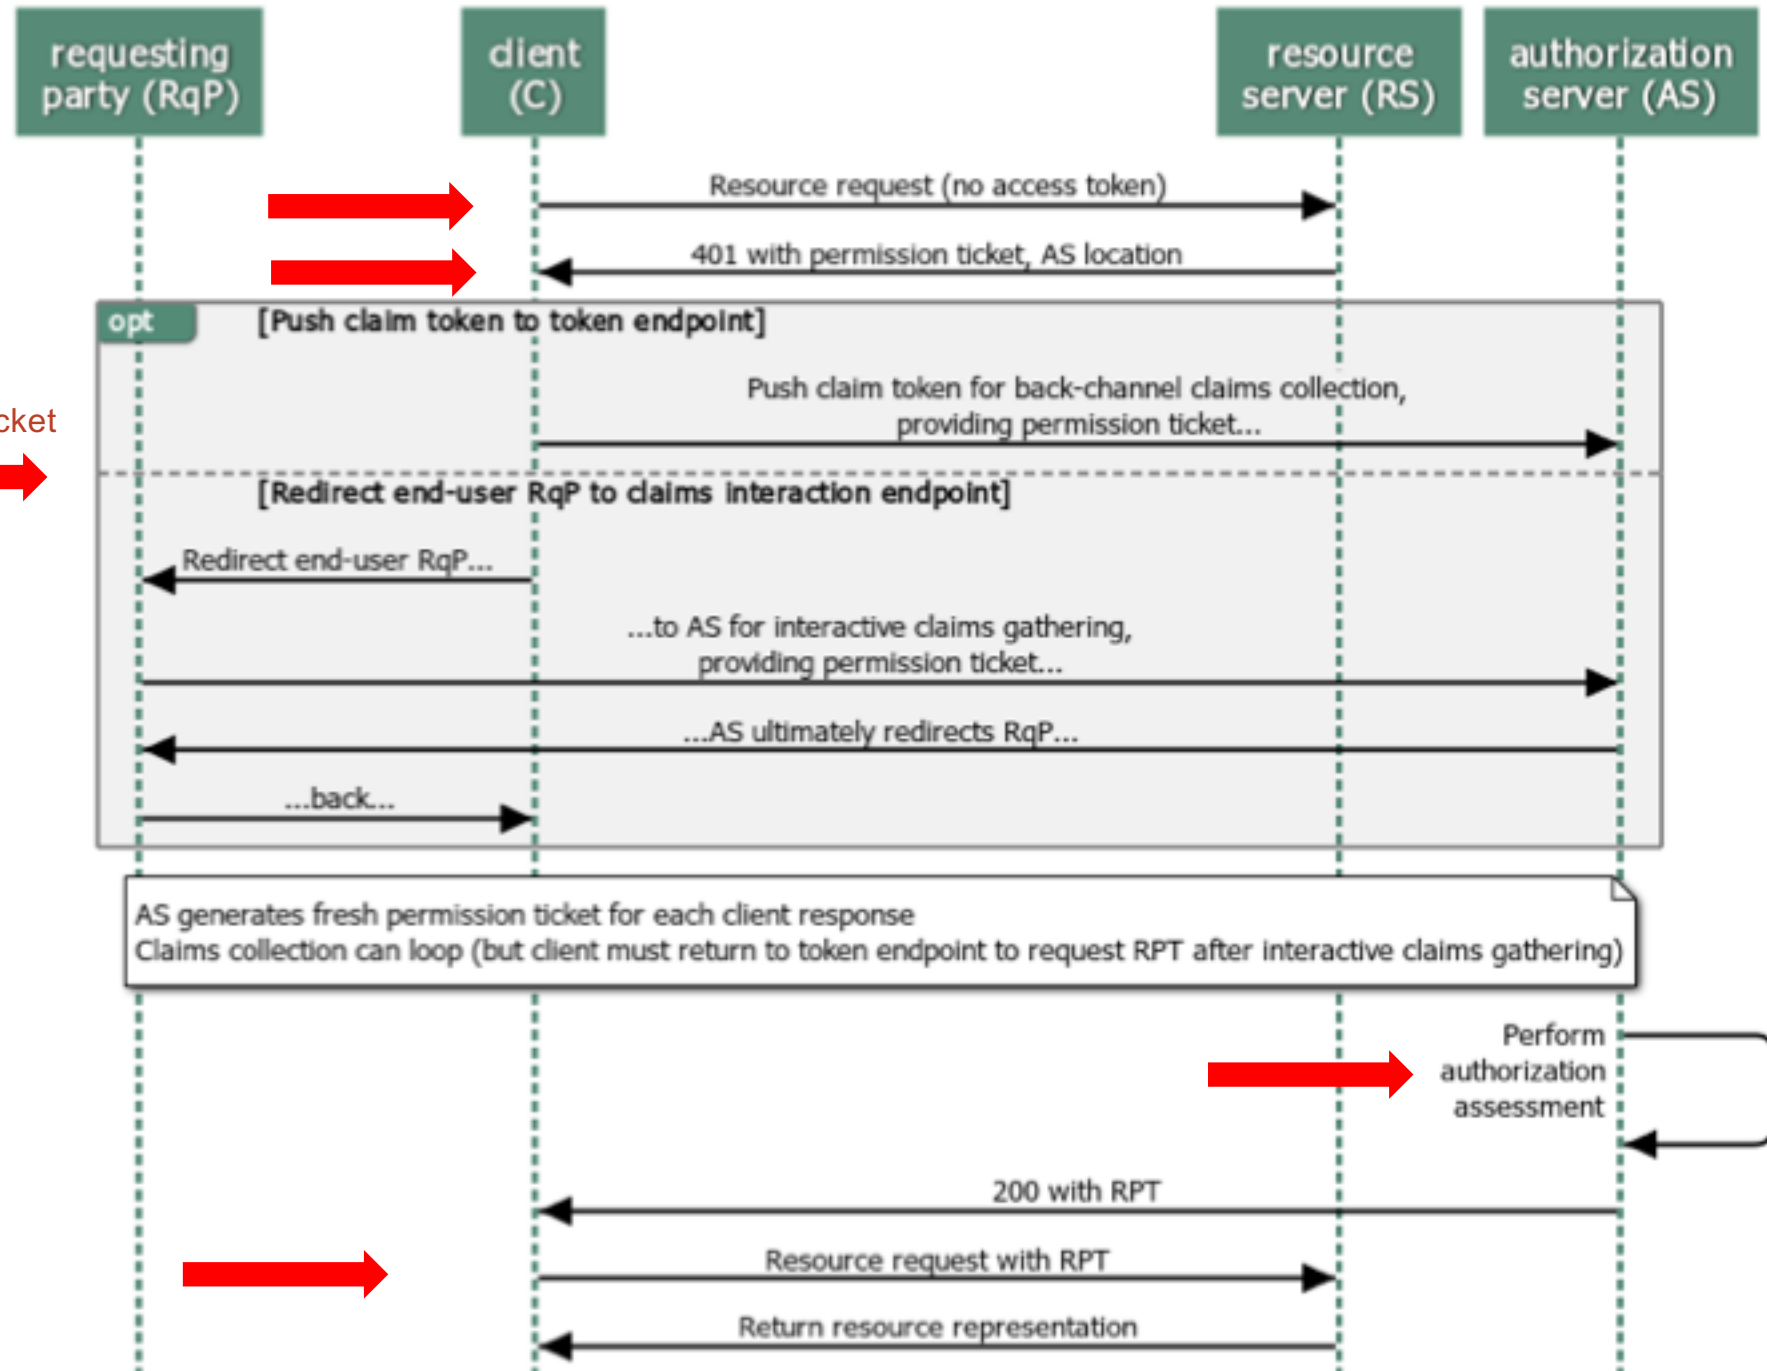 requesting
party (RqP)
client
(C)
resource
server (RS)
authorization
server (AS)
Resource request (no access token)
401 with permission ticket, AS location
opt
[Push claim token to token endpoint]
Push claim token for back-channel claims collection,
providing permission ticket...
cket
[Redirect end-user RqP to claims interaction endpoint]
Redirect end-user RqP...
...to AS for interactive claims gathering,
providing permission ticket...
...AS ultimately redirects RqP...
...back...
AS generates fresh permission ticket for each client response
Claims collection can loop (but client must return to token endpoint to request RPT after interactive claims gathering)
Perform
authorization
assessment
200 with RPT
Resource request with RPT
Return resource representation